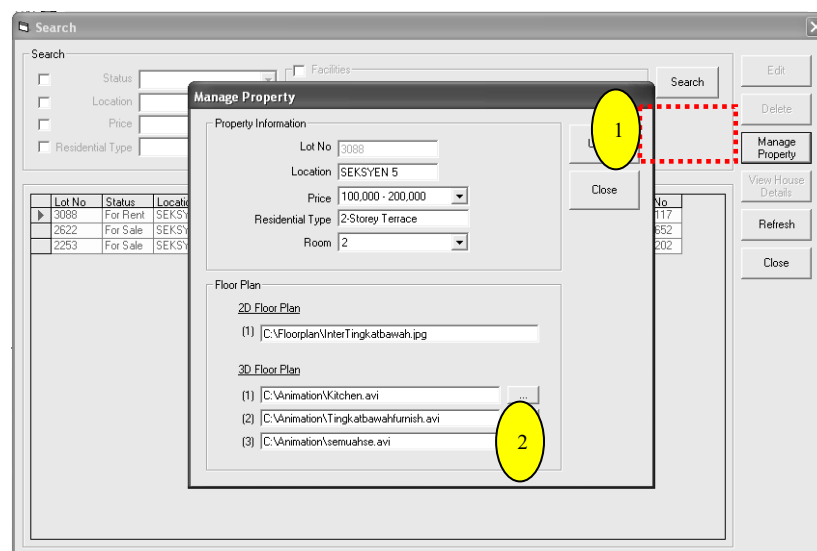 Search
Search
Status
Location
Price
Residential Type
Facilities
Search
Edit
Delete
Manage
Property
View House
Details
Refresh
Close
Lot No Status No
3088 For Rent 117
2622 For Sale 652
2253 For Sale 202
Manage Property
Property Information
Lot No 3088
Location SEKSYEN 5
Price 100,000 - 200,000
Residential Type 2-Storey Terrace
Room 2
Close
1
Floor Plan
2D Floor Plan
(1) C:\Floorplan\InterTingkatbawah.jpg
3D Floor Plan
(1) C:\Animation\Kitchen.avi ...
(2) C:\Animation\Tingkatbawahfurnish.avi
(3) C:\Animation\semuahse.avi
2